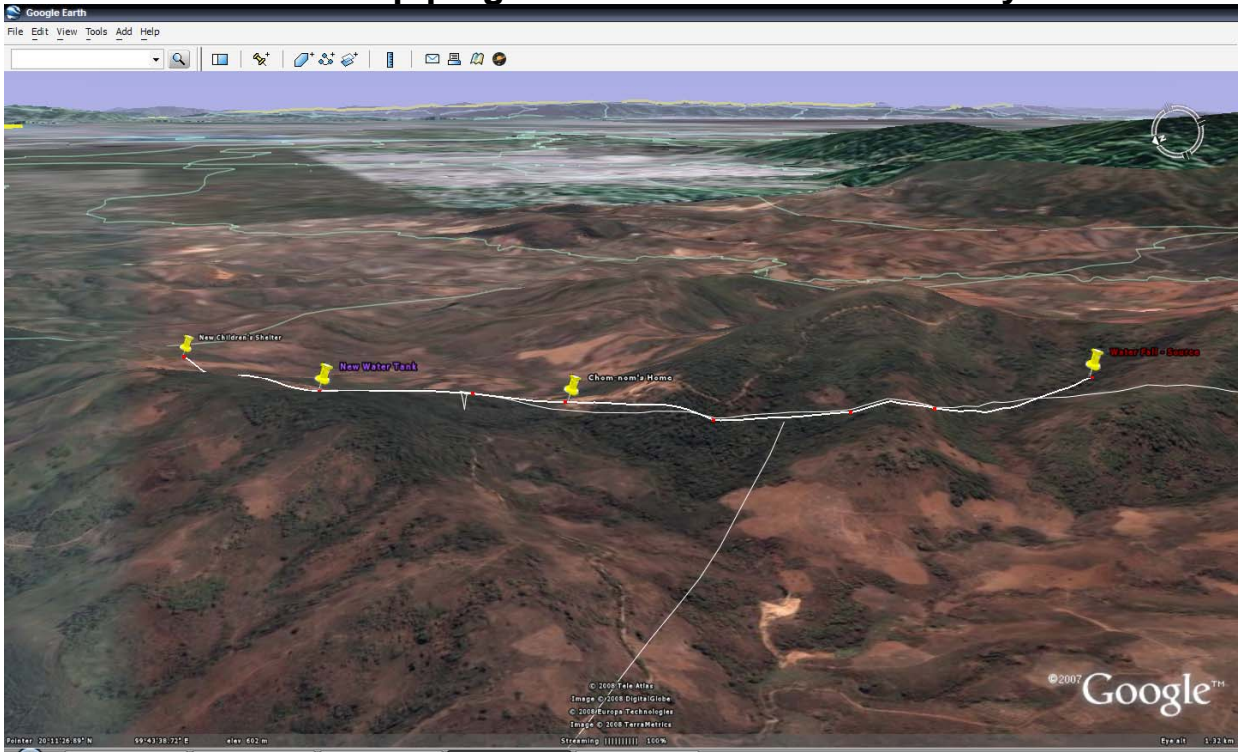 Google Earth
File Edit View Tools Add Help
New Children's Shelter
New Water Tank
Chom-nom's Home
Water Fall - Source
© 2008 Tele Atlas
Image © 2008 DigitalGlobe
© 2008 Europa Technologies
Image © 2008 TerraMetrics
©2007 Google™
Pointer 20°11'26.89" N 99°43'38.72" E elev 602 m Streaming |||||||||| 100% Eye alt 1.32 km